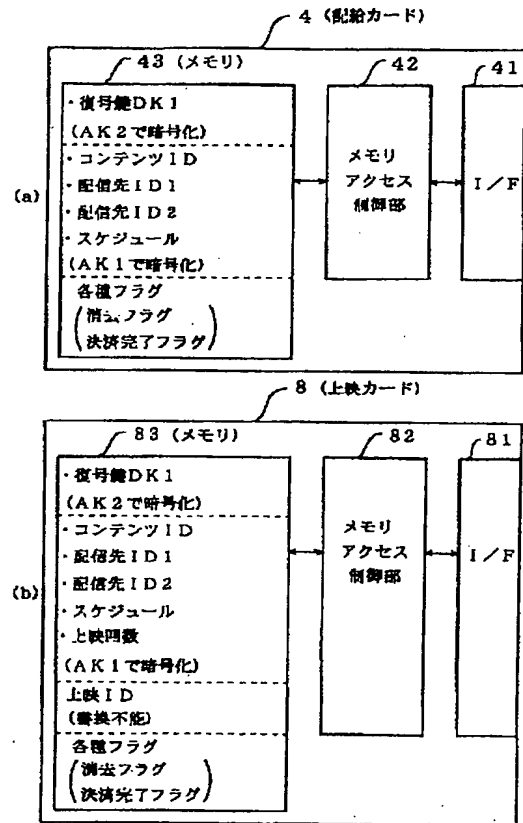 4 (配給カード)
43 (メモリ)
42
41
・復号鍵DK1
(AK2で暗号化)
・コンテンツID
・配信先ID1
・配信先ID2
・スケジュール
(AK1で暗号化)
各種フラグ
(消去フラグ
決済完了フラグ)
メモリ
アクセス
制御部
I/F
(a)
8 (上映カード)
83 (メモリ)
82
81
・復号鍵DK1
(AK2で暗号化)
・コンテンツID
・配信先ID1
・配信先ID2
・スケジュール
・上映回数
(AK1で暗号化)
上映ID
(書換不能)
各種フラグ
(消去フラグ
決済完了フラグ)
メモリ
アクセス
制御部
I/F
(b)